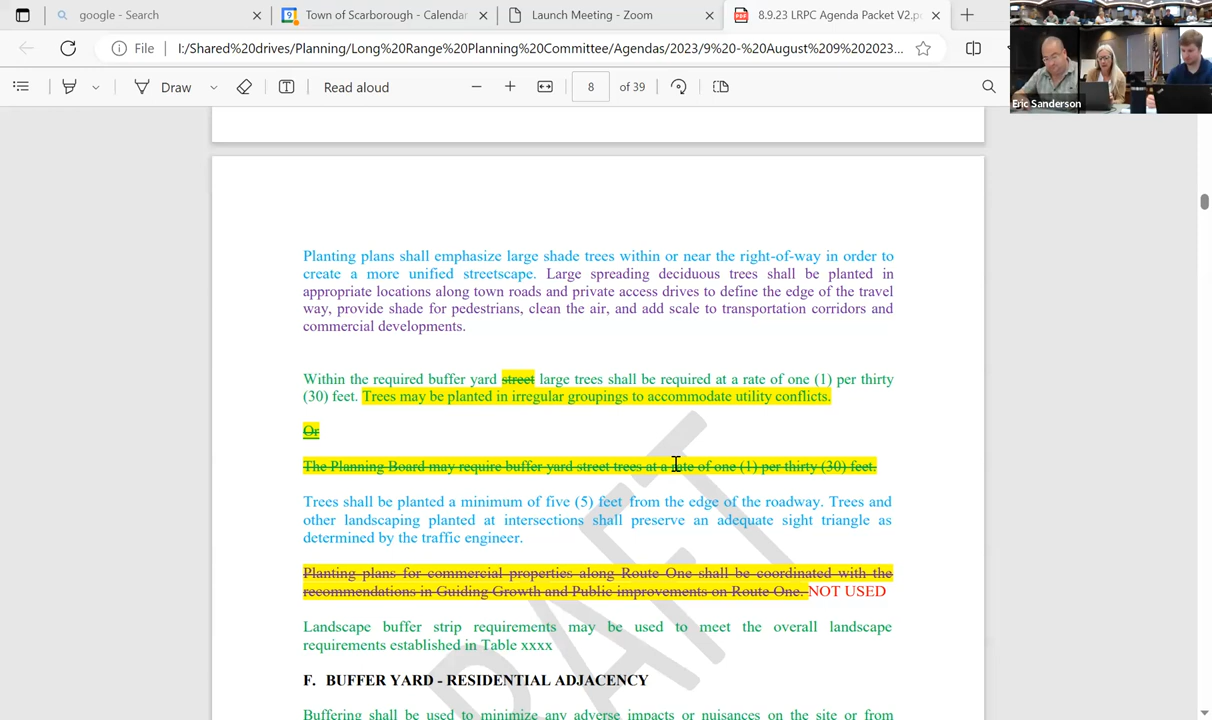 google - Search
Town of Scarborough - Calendar
Launch Meeting - Zoom
8.9.23 LRPC Agenda Packet V2.p
File
I:/Shared%20drives/Planning/Long%20Range%20Planning%20Committee/Agendas/2023/9%20-%20August%209%202023...
Draw
Read aloud
8
of 39
Eric Sanderson
Planting plans shall emphasize large shade trees within or near the right-of-way in order to
create a more unified streetscape. Large spreading deciduous trees shall be planted in
appropriate locations along town roads and private access drives to define the edge of the travel
way, provide shade for pedestrians, clean the air, and add scale to transportation corridors and
commercial developments.
Within the required buffer yard street large trees shall be required at a rate of one (1) per thirty
(30) feet. Trees may be planted in irregular groupings to accommodate utility conflicts.
Or
The Planning Board may require buffer yard street trees at a rate of one (1) per thirty (30) feet.
Trees shall be planted a minimum of five (5) feet from the edge of the roadway. Trees and
other landscaping planted at intersections shall preserve an adequate sight triangle as
determined by the traffic engineer.
Planting plans for commercial properties along Route One shall be coordinated with the
recommendations in Guiding Growth and Public improvements on Route One. NOT USED
Landscape buffer strip requirements may be used to meet the overall landscape
requirements established in Table xxxx
F. BUFFER YARD - RESIDENTIAL ADJACENCY
Buffering shall be used to minimize any adverse impacts or nuisances on the site or from
DRAFT